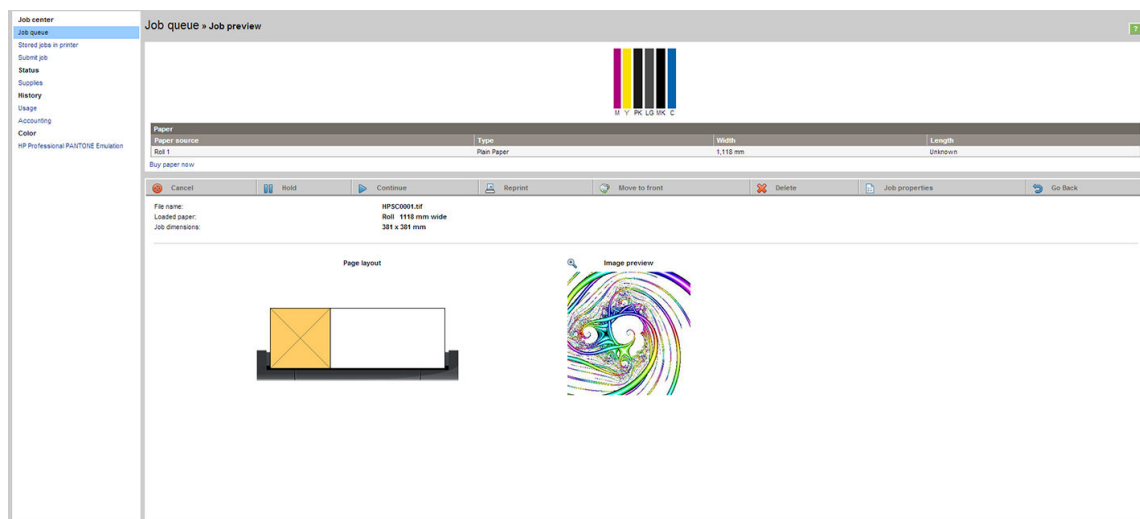 Job center
Job queue
Stored jobs in printer
Submit job
Status
Supplies
History
Usage
Accounting
Color
HP Professional PANTONE Emulation
Job queue » Job preview
?
M Y PK LG MK C
Paper
Paper source Type Width Length
Roll 1 Plain Paper 1,118 mm Unknown
Buy paper now
Cancel Hold Continue Reprint Move to front Delete Job properties Go Back
File name: HPSC0001.tif
Loaded paper: Roll 1118 mm wide
Job dimensions: 381 x 381 mm
Page layout
Image preview